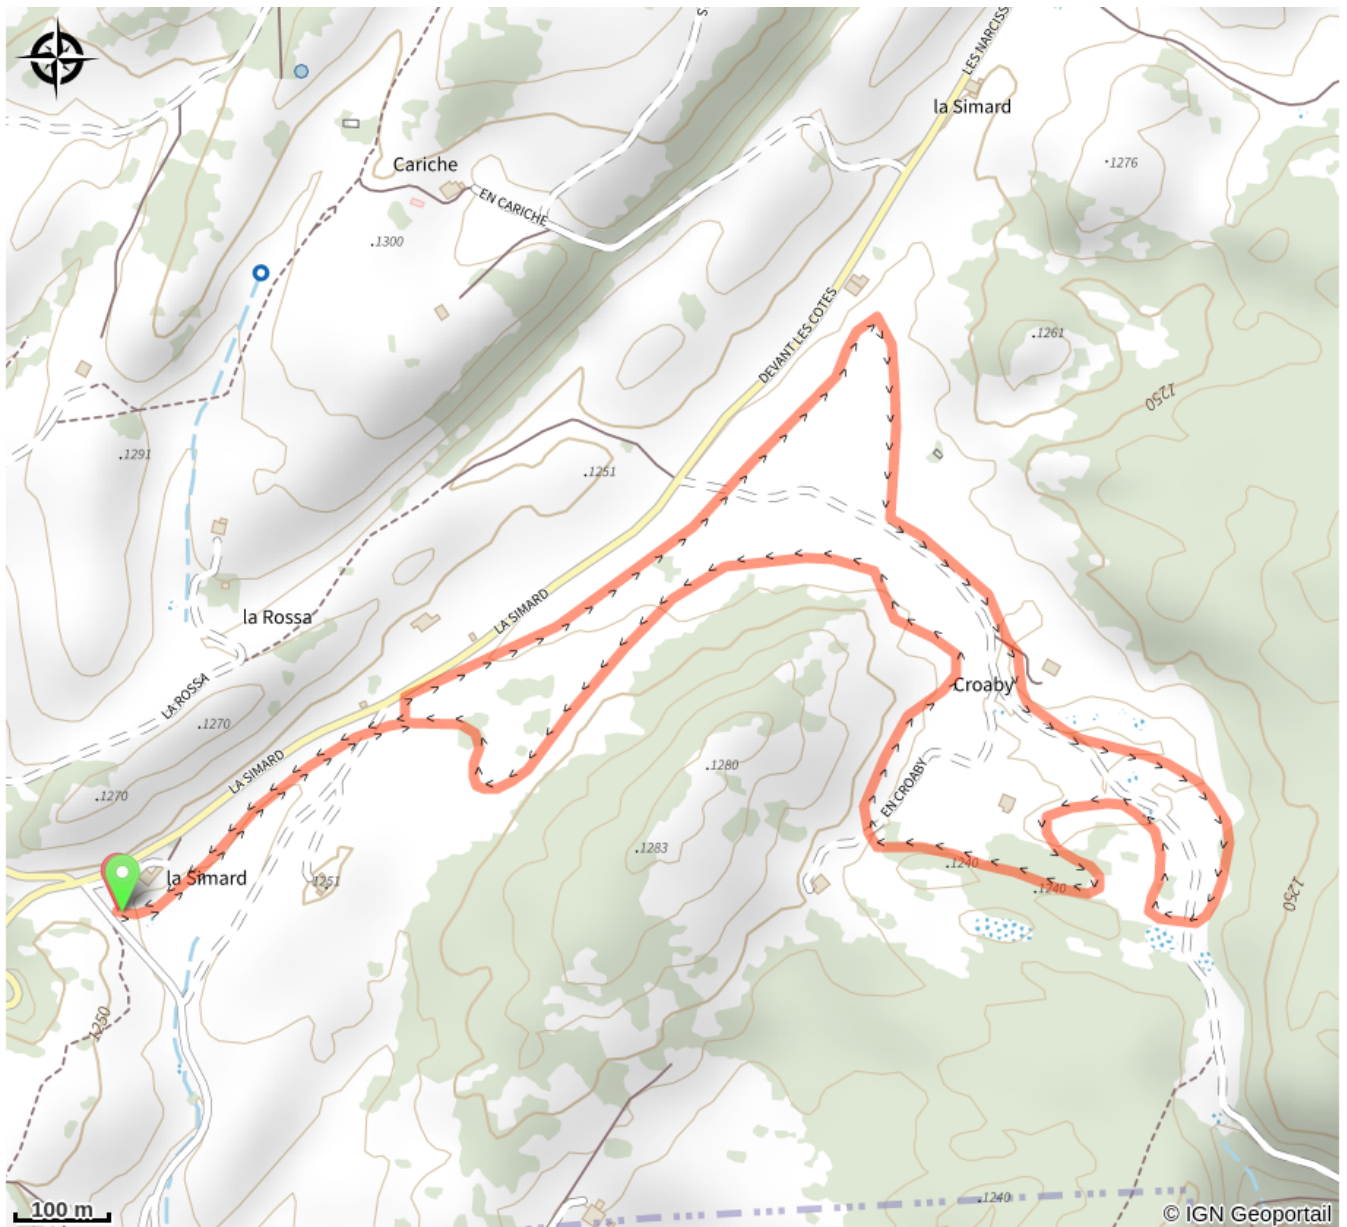 LES NARCISS
S
la Simard
Cariche
1276
EN CARICHE
1300
DEVANT LES COTES
1261
1250
1291
1251
LA SIMARD
la Rossa
LA ROSSA
1270
Croaby
LA SIMARD
1280
1270
EN CROABY
1283
1240
la Simard
1251
1240
1250
1250
1240
100 m
© IGN Geoportail